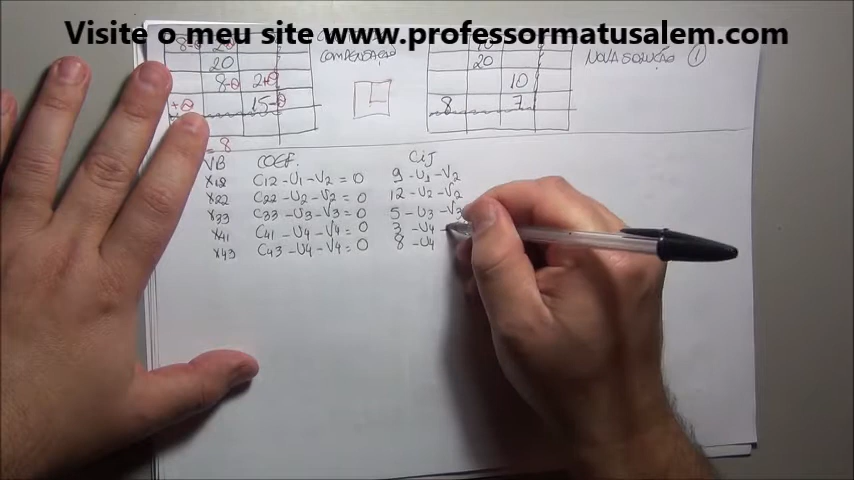 Visite o meu site www.professormatusalem.com
8-θ 2θ
20 COMPENSAÇÃO 20 NOVA SOLUÇÃO 1
8-θ 2+θ 10
+θ 15-θ 8 7
= 8
VB COEF. CiJ
X12 C12 - U1 - V2 = 0 9 - U1 - V2
X22 C22 - U2 - V2 = 0 12 - U2 - V2
X33 C33 - U3 - V3 = 0 5 - U3 - V3
X41 C41 - U4 - V4 = 0 3 - U4 -
X43 C43 - U4 - V4 = 0 8 - U4